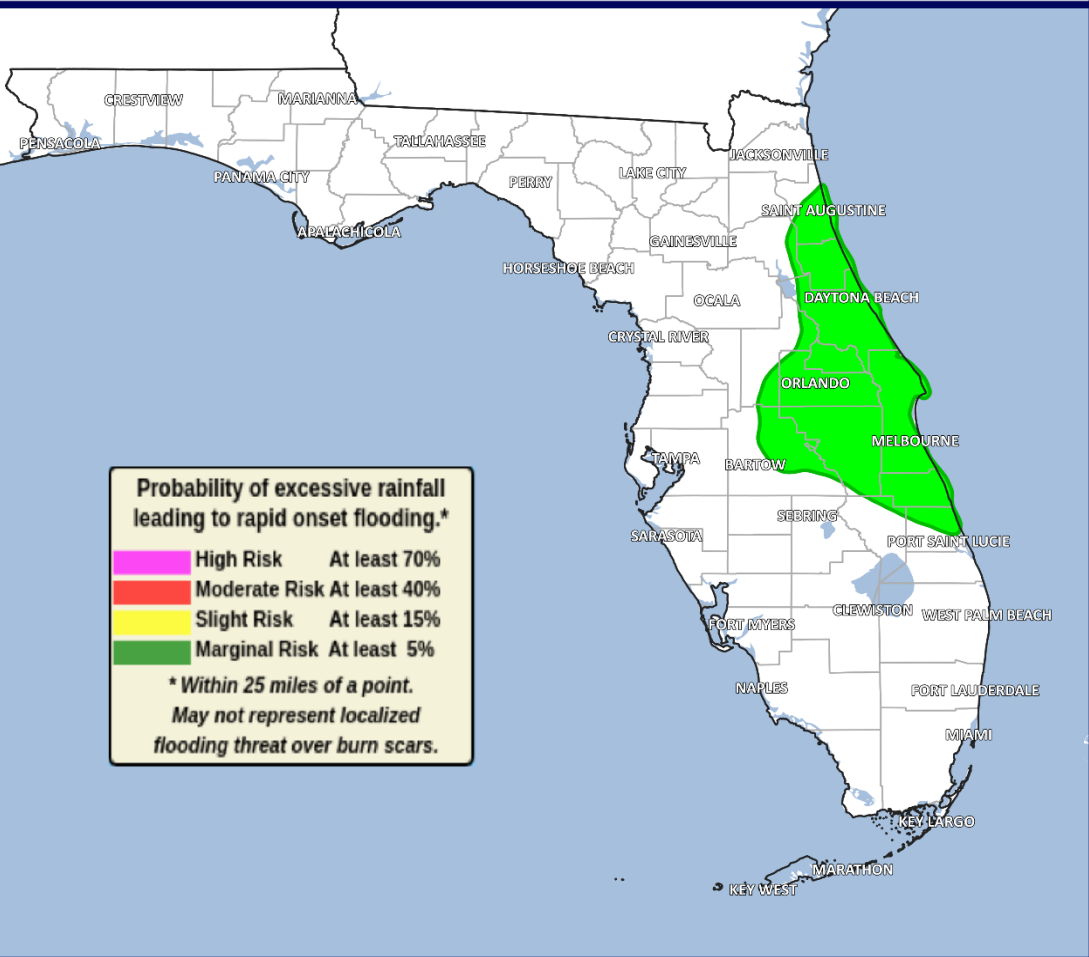 CRESTVIEW
MARIANNA
PENSACOLA
TALLAHASSEE
JACKSONVILLE
PANAMA CITY
PERRY
LAKE CITY
SAINT AUGUSTINE
APALACHICOLA
GAINESVILLE
HORSESHOE BEACH
OCALA
DAYTONA BEACH
CRYSTAL RIVER
ORLANDO
MELBOURNE
TAMPA
BARTOW
SEBRING
SARASOTA
PORT SAINT LUCIE
CLEWISTON
WEST PALM BEACH
FORT MYERS
NAPLES
FORT LAUDERDALE
MIAMI
KEY LARGO
MARATHON
KEY WEST
Probability of excessive rainfall
leading to rapid onset flooding.*
High Risk At least 70%
Moderate Risk At least 40%
Slight Risk At least 15%
Marginal Risk At least 5%
* Within 25 miles of a point.
May not represent localized
flooding threat over burn scars.